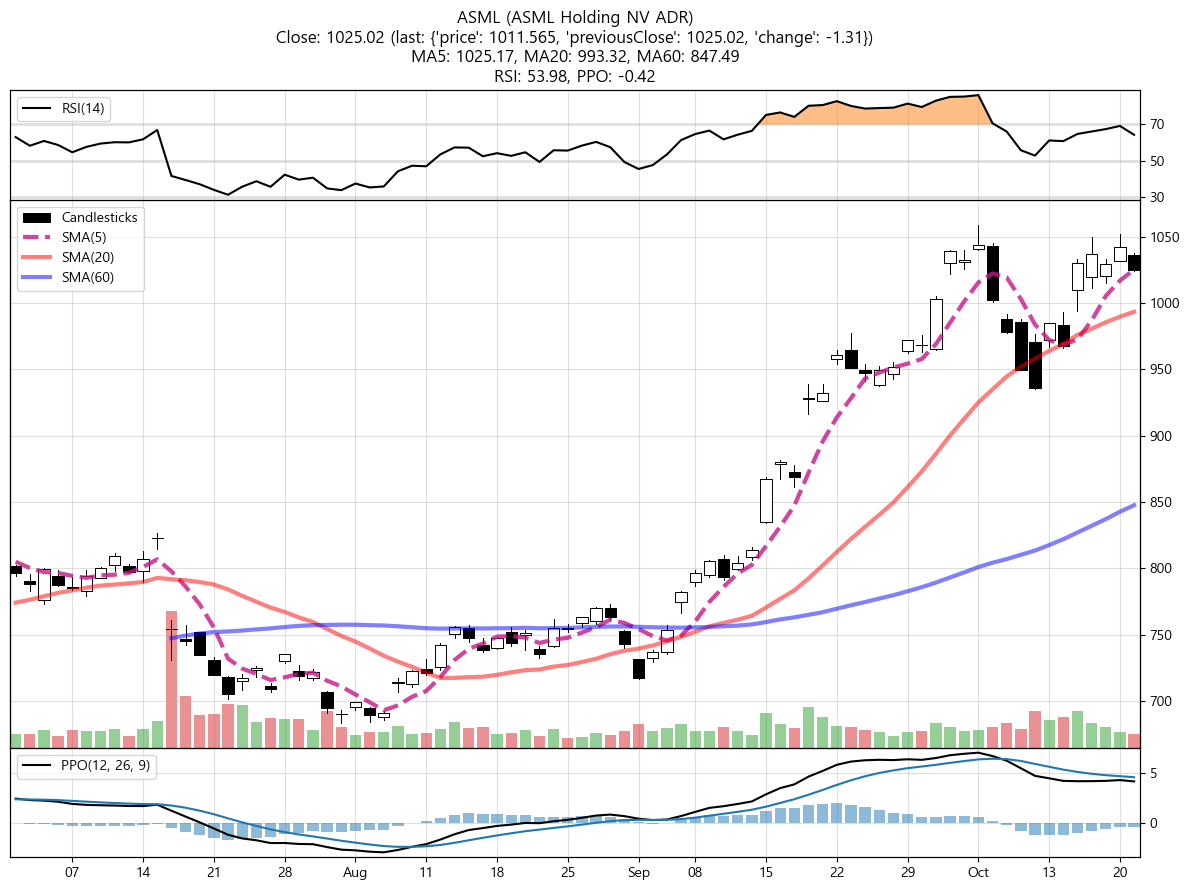 ASML (ASML Holding NV ADR)
Close: 1025.02 (last: {'price': 1011.565, 'previousClose': 1025.02, 'change': -1.31})
MA5: 1025.17, MA20: 993.32, MA60: 847.49
RSI: 53.98, PPO: -0.42
RSI(14)
70
50
30
Candlesticks
SMA(5)
SMA(20)
SMA(60)
1050
1000
950
900
850
800
750
700
PPO(12, 26, 9)
5
0
07 14 21 28 Aug 11 18 25 Sep 08 15 22 29 Oct 13 20